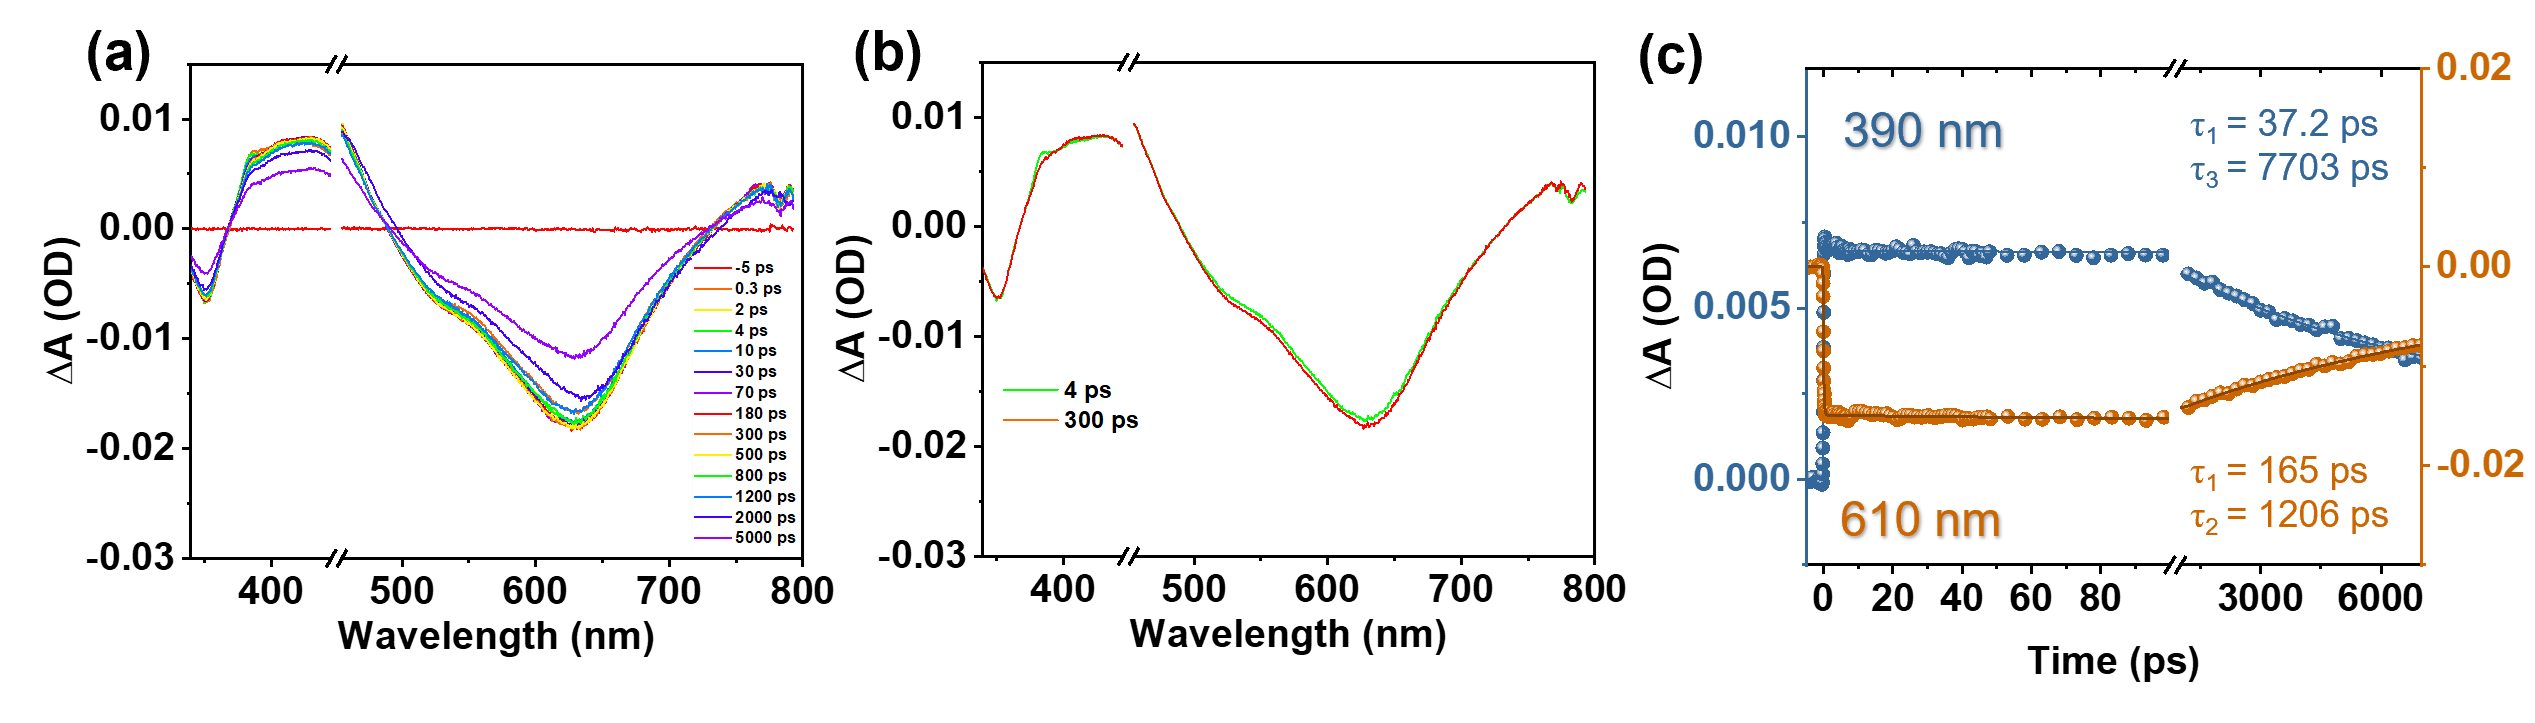 (a)
0.01
0.00
-0.01
-0.02
-0.03
ΔA (OD)
400 500 600 700 800
Wavelength (nm)
-5 ps
0.3 ps
2 ps
4 ps
10 ps
30 ps
70 ps
180 ps
300 ps
500 ps
800 ps
1200 ps
2000 ps
5000 ps
(b)
0.01
0.00
-0.01
-0.02
-0.03
ΔA (OD)
4 ps
300 ps
400 500 600 700 800
Wavelength (nm)
(c)
0.010
0.005
0.000
ΔA (OD)
390 nm
τ1 = 37.2 ps
τ3 = 7703 ps
610 nm
τ1 = 165 ps
τ2 = 1206 ps
0.02
0.00
-0.02
0 20 40 60 80 3000 6000
Time (ps)